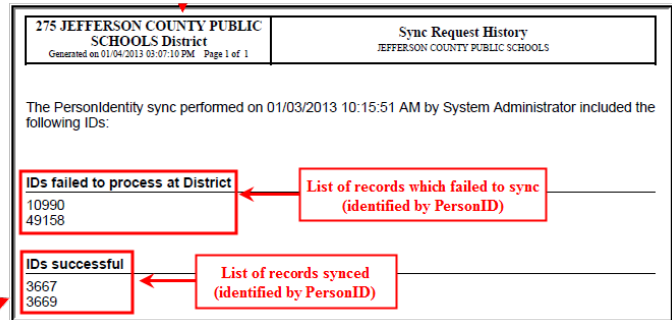 275 JEFFERSON COUNTY PUBLIC
SCHOOLS District
Generated on 01/04/2013 03:07:10 PM Page 1 of 1
Sync Request History
JEFFERSON COUNTY PUBLIC SCHOOLS
The PersonIdentity sync performed on 01/03/2013 10:15:51 AM by System Administrator included the
following IDs:
IDs failed to process at District
10990
49158
List of records which failed to sync
(identified by PersonID)
IDs successful
3667
3669
List of records synced
(identified by PersonID)